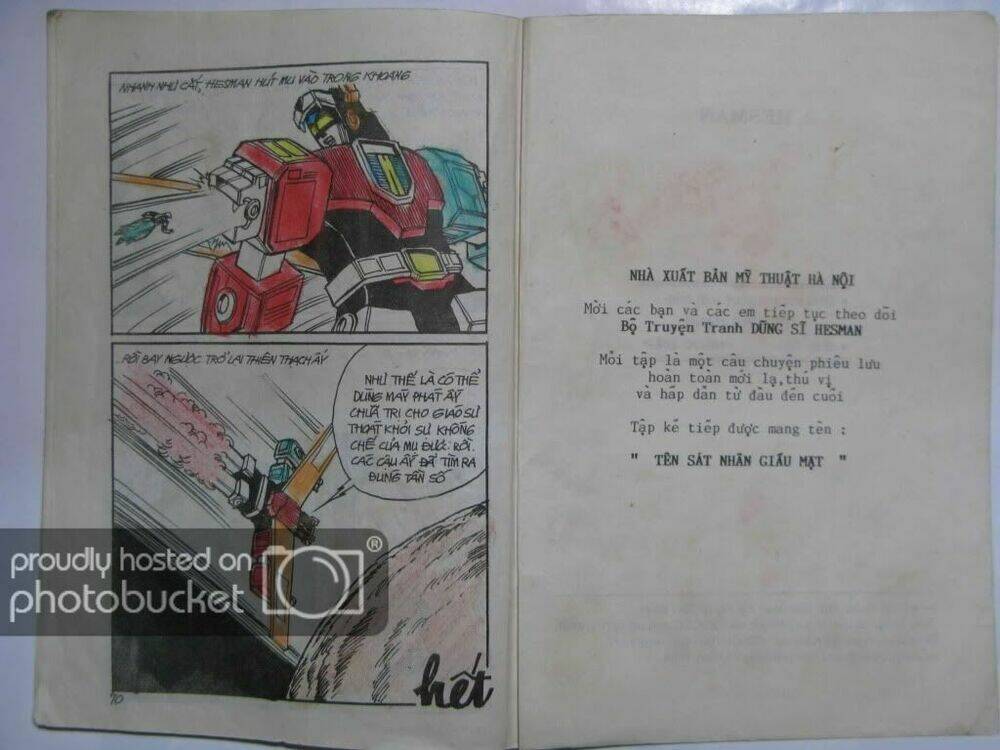 NHANH NHƯ CẮT, HESMAN HÚT MU VÀO TRONG KHOANG
RỒI BAY NGƯỢC TRỞ LẠI THIÊN THẠCH ẤY
NHƯ THẾ LÀ CÓ THỂ
DÙNG MÁY PHÁT ẤY
CHỮA TRỊ CHO GIÁO SƯ
THOÁT KHỎI SỰ KHỐNG
CHẾ CỦA MU ĐƯỢC RỒI.
CÁC CẬU ẤY ĐÃ TÌM RA
ĐÚNG TẦN SỐ
hết
70
NHÀ XUẤT BẢN MỸ THUẬT HÀ NỘI
Mời các bạn và các em tiếp tục theo dõi
Bộ Truyện Tranh DŨNG SĨ HESMAN
Mỗi tập là một câu chuyện phiêu lưu
hoàn toàn mới lạ,thú vị
và hấp dẫn từ đầu đến cuối
Tập kế tiếp được mang tên :
" TÊN SÁT NHÂN GIẤU MẶT "
HESMAN
proudly hosted on
photobucket